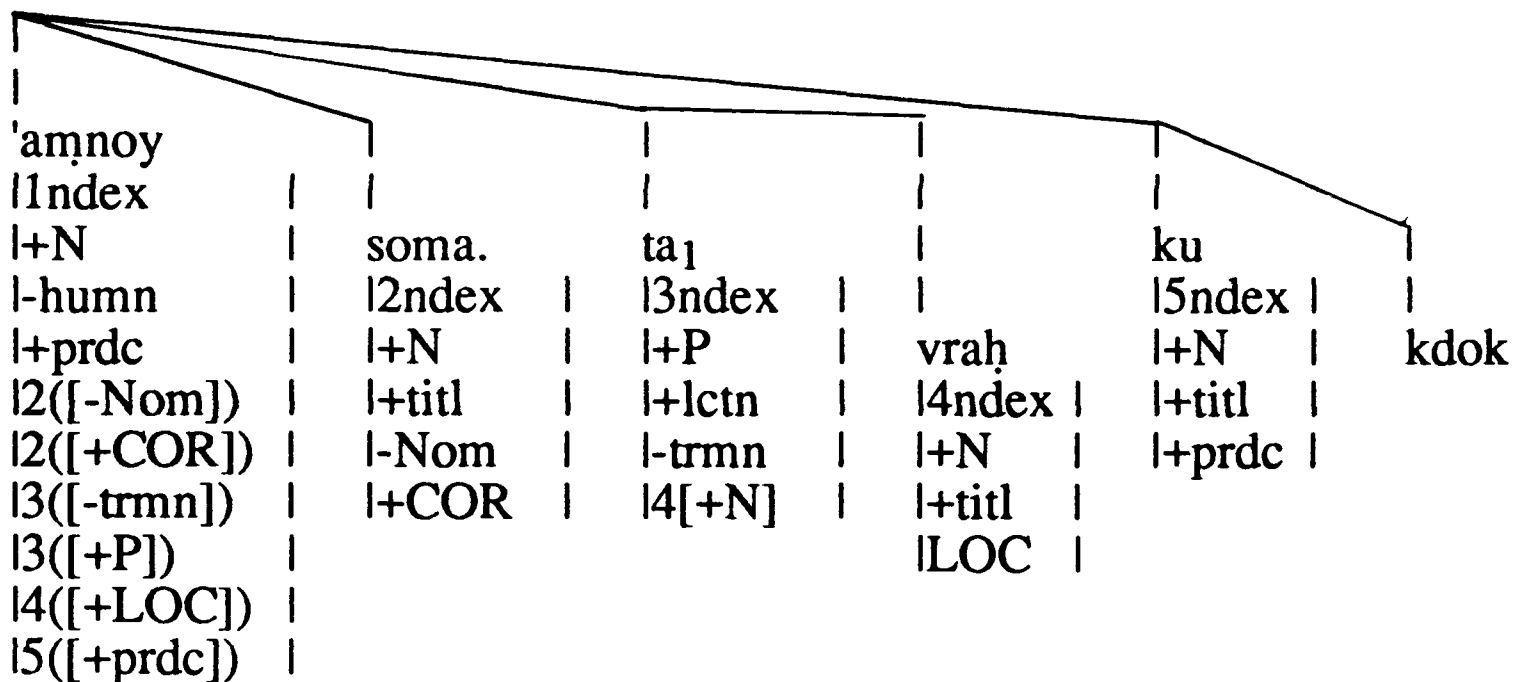 'aṃnoy
|1ndex | |
|+N | soma. ta₁ | ku
|-humn | |2ndex | |3ndex | | |5ndex | |
|+prdc | |+N | |+P | vraḥ |+N | kdok
|2([-Nom]) | |+titl | |+lctn | |4ndex | |+titl |
|2([+COR]) | |-Nom | |-trmn | |+N | |+prdc |
|3([-trmn]) | |+COR | |4[+N] | |+titl |
|3([+P]) | |LOC |
|4([+LOC]) |
|5([+prdc]) |